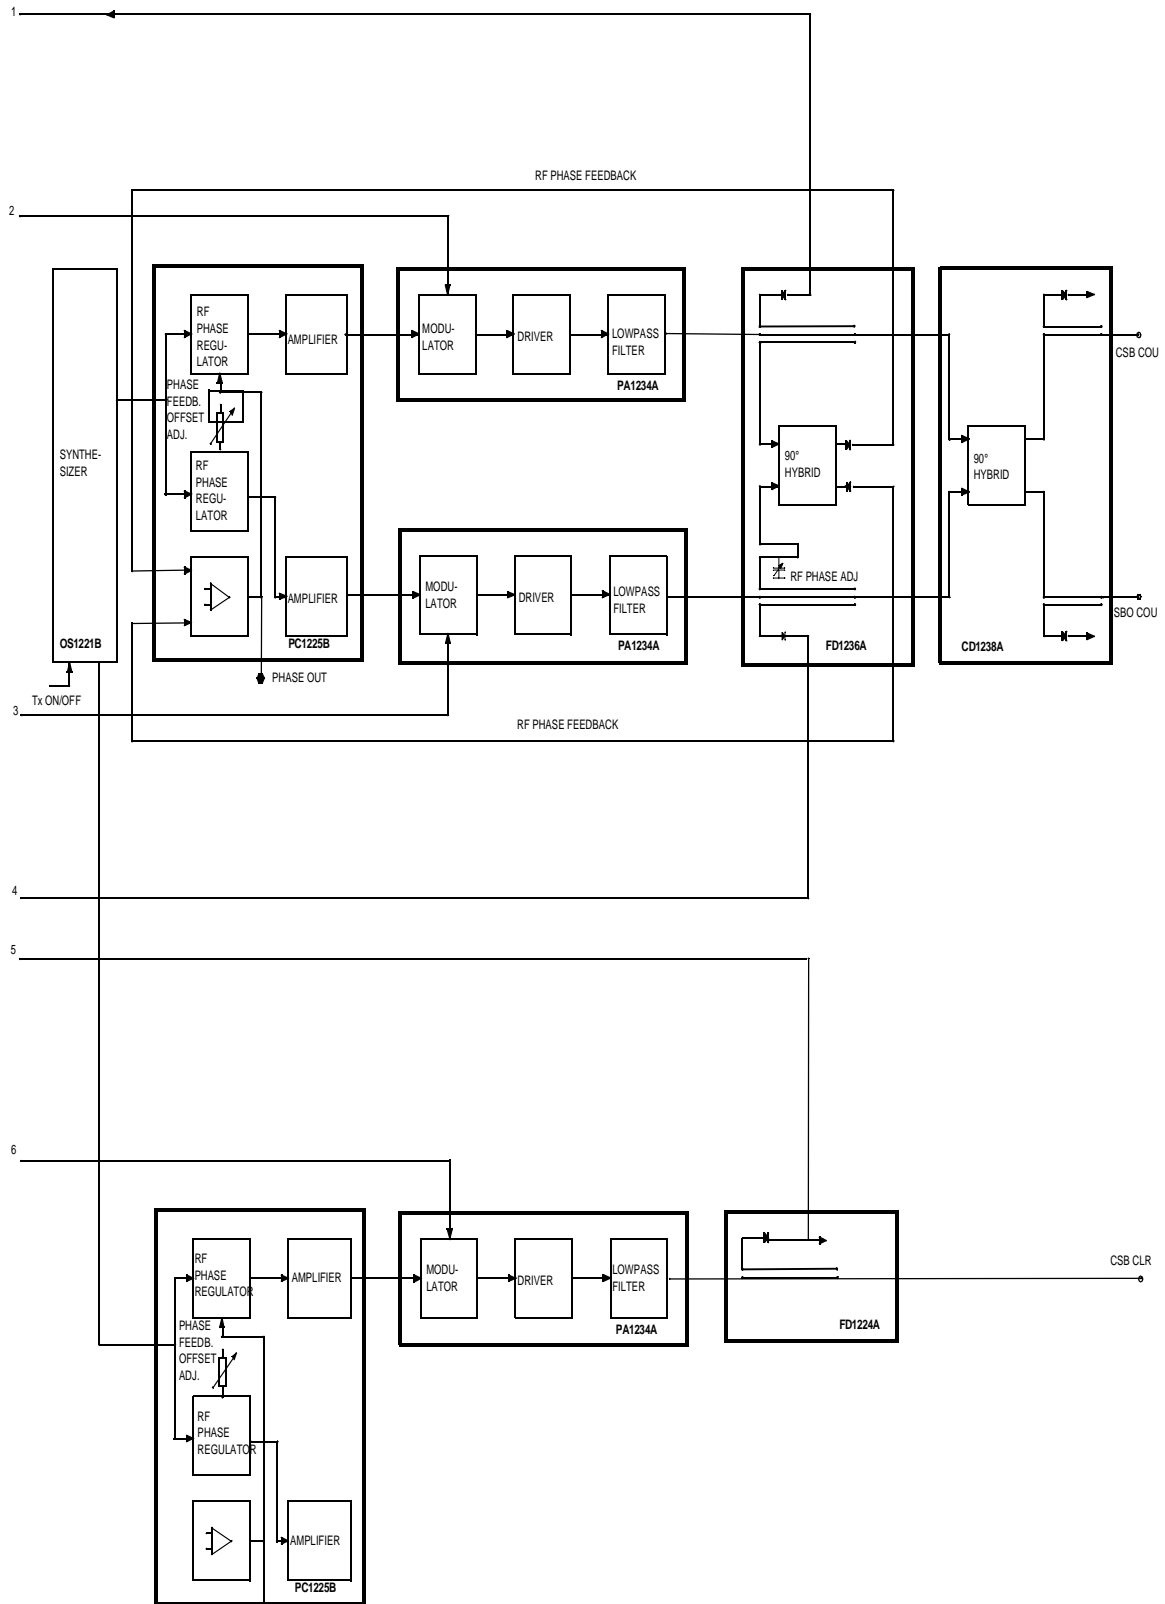 1
RF PHASE FEEDBACK
2
RF
PHASE
REGU-
LATOR
AMPLIFIER
MODU-
LATOR
DRIVER
LOWPASS
FILTER
PA1234A
CSB COU
PHASE
FEEDB.
OFFSET
ADJ.
SYNTHE-
SIZER
RF
PHASE
REGU-
LATOR
90°
HYBRID
90°
HYBRID
AMPLIFIER
MODU-
LATOR
DRIVER
LOWPASS
FILTER
RF PHASE ADJ
SBO COU
OS1221B
PC1225B
PA1234A
FD1236A
CD1238A
PHASE OUT
Tx ON/OFF
3
RF PHASE FEEDBACK
4
5
6
RF
PHASE
REGULATOR
AMPLIFIER
MODU-
LATOR
DRIVER
LOWPASS
FILTER
CSB CLR
PA1234A
FD1224A
PHASE
FEEDB.
OFFSET
ADJ.
RF
PHASE
REGULATOR
AMPLIFIER
PC1225B